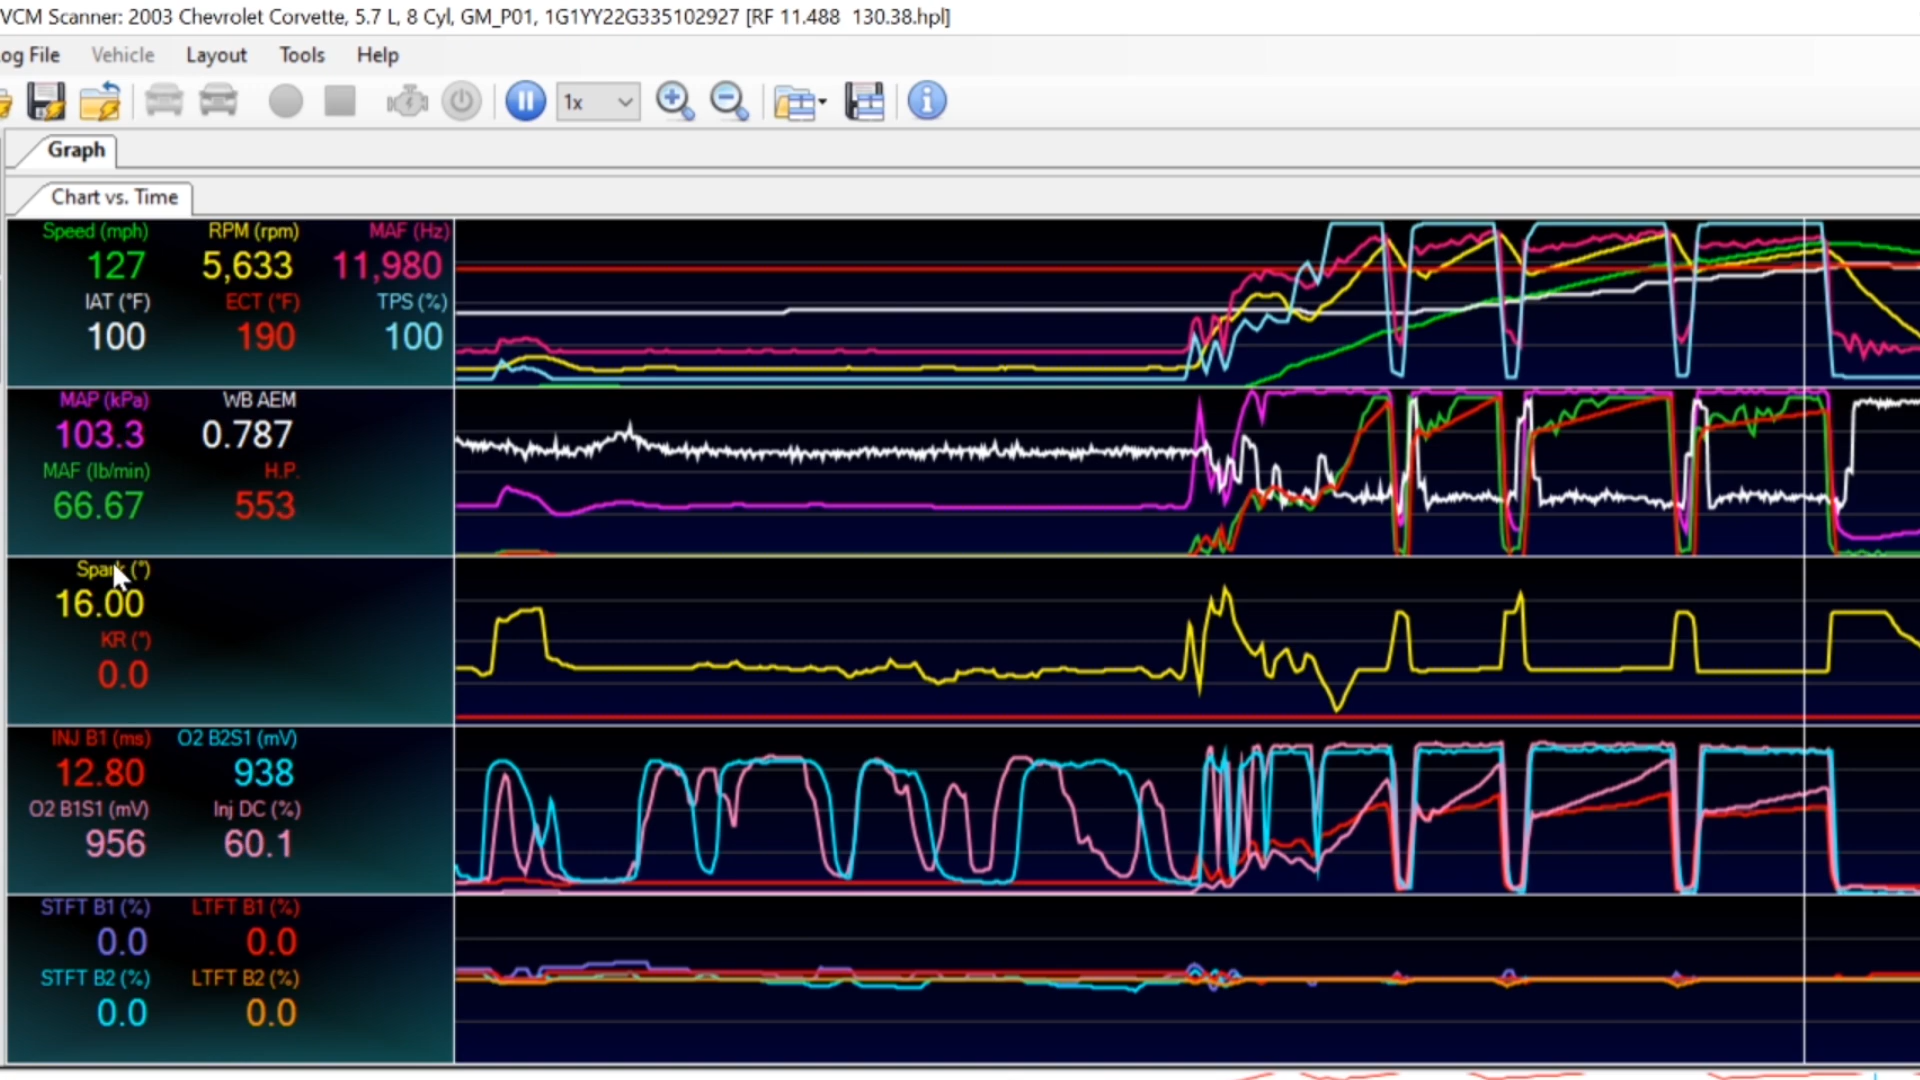 VCM Scanner: 2003 Chevrolet Corvette, 5.7 L, 8 Cyl, GM_P01, 1G1YY22G335102927 [RF 11.488  130.38.hpl]
og File Vehicle Layout Tools Help
1x
Graph
Chart vs. Time
Speed (mph) RPM (rpm) MAF (Hz)
127 5,633 11,980
IAT (°F) ECT (°F) TPS (%)
100 190 100
MAP (kPa) WB AEM
103.3 0.787
MAF (lb/min) H.P.
66.67 553
Spark (°)
16.00
KR (°)
0.0
INJ B1 (ms) O2 B2S1 (mV)
12.80 938
O2 B1S1 (mV) Inj DC (%)
956 60.1
STFT B1 (%) LTFT B1 (%)
0.0 0.0
STFT B2 (%) LTFT B2 (%)
0.0 0.0